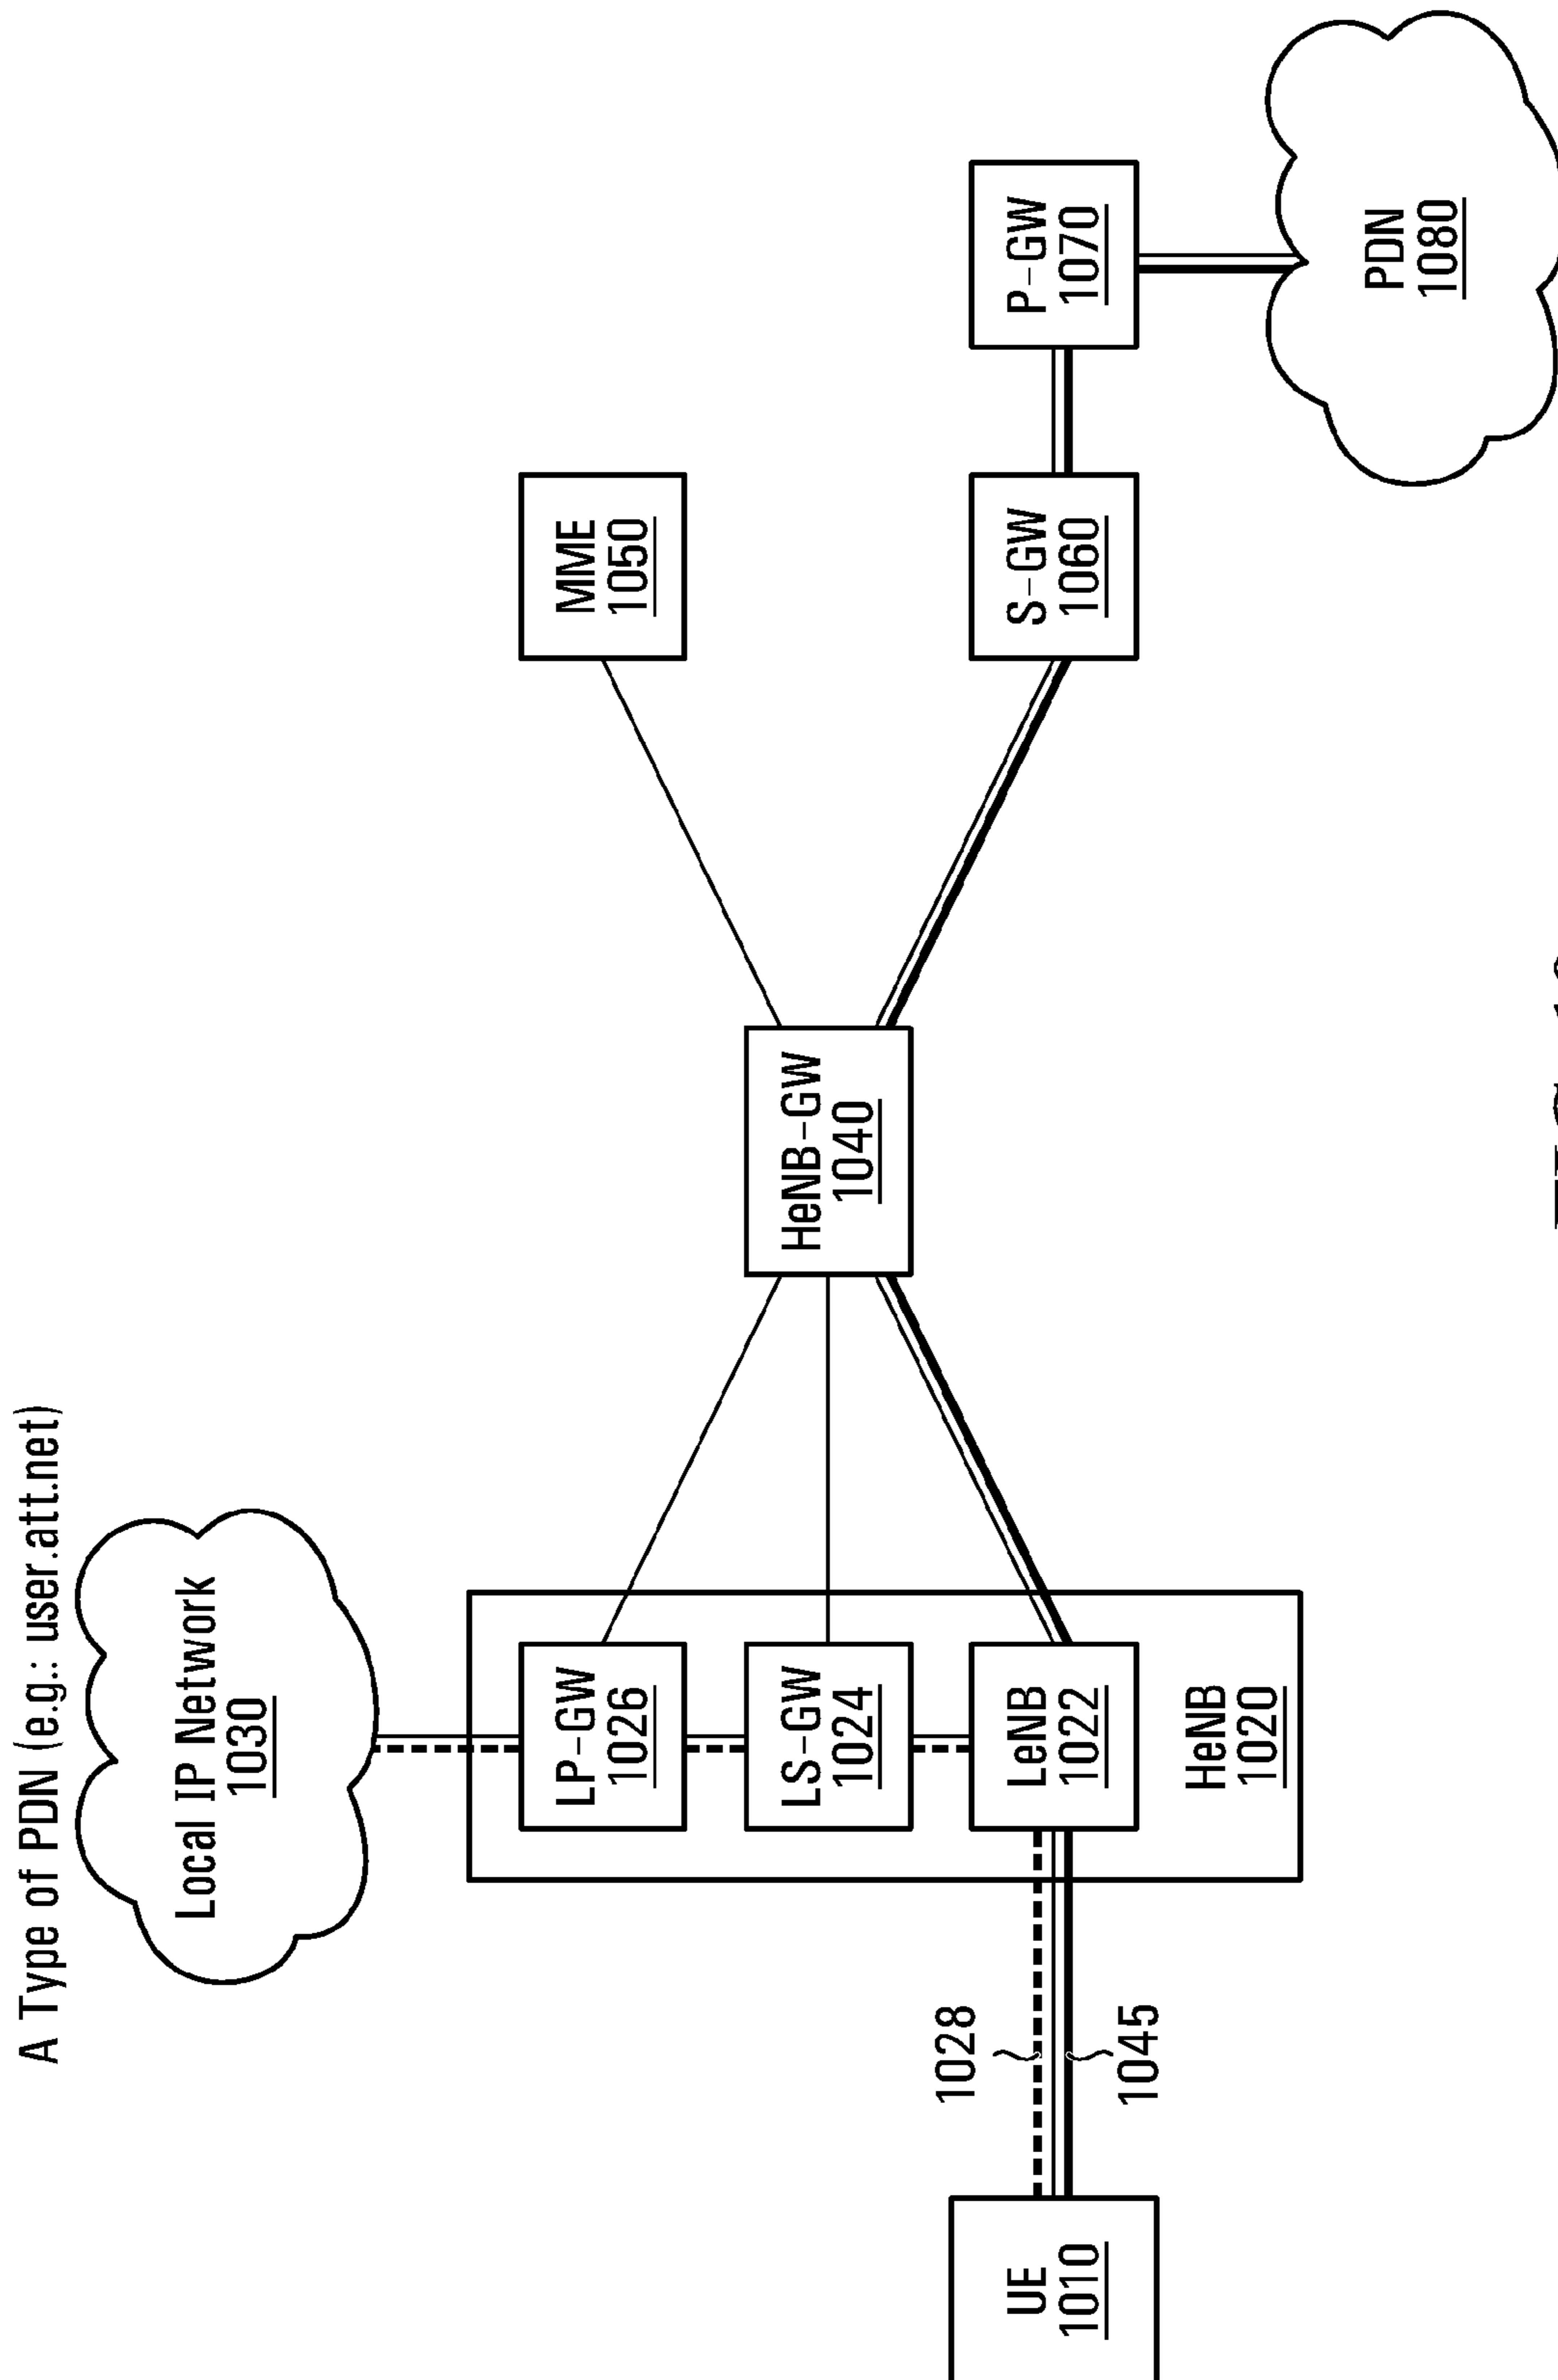 A Type of PDN (e.g.: user.att.net)
Local IP Network
1030
LP-GW
1026
LS-GW
1024
LeNB
1022
HeNB
1020
1028
1045
UE
1010
HeNB-GW
1040
MME
1050
S-GW
1060
P-GW
1070
PDN
1080